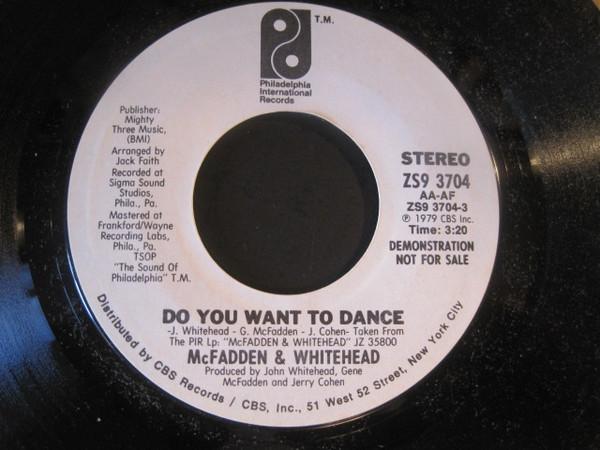 T.M.
Philadelphia
International
Records
Publisher:
Mighty
Three Music,
(BMI)
Arranged by
Jack Faith
Recorded at
Sigma Sound
Studios,
Phila., Pa.
Mastered at
Frankford/Wayne
Recording Labs,
Phila., Pa.
TSOP
"The Sound Of
Philadelphia" T.M.
STEREO
ZS9 3704
AA-AF
ZS9 3704-3
℗ 1979 CBS Inc.
Time: 3:20
DEMONSTRATION
NOT FOR SALE
DO YOU WANT TO DANCE
-J. Whitehead - G. McFadden - J. Cohen- Taken From
The PIR Lp: "McFADDEN & WHITEHEAD" JZ 35800
McFADDEN & WHITEHEAD
Produced by John Whitehead, Gene
McFadden and Jerry Cohen
Distributed by CBS Records / CBS, Inc., 51 West 52 Street, New York City